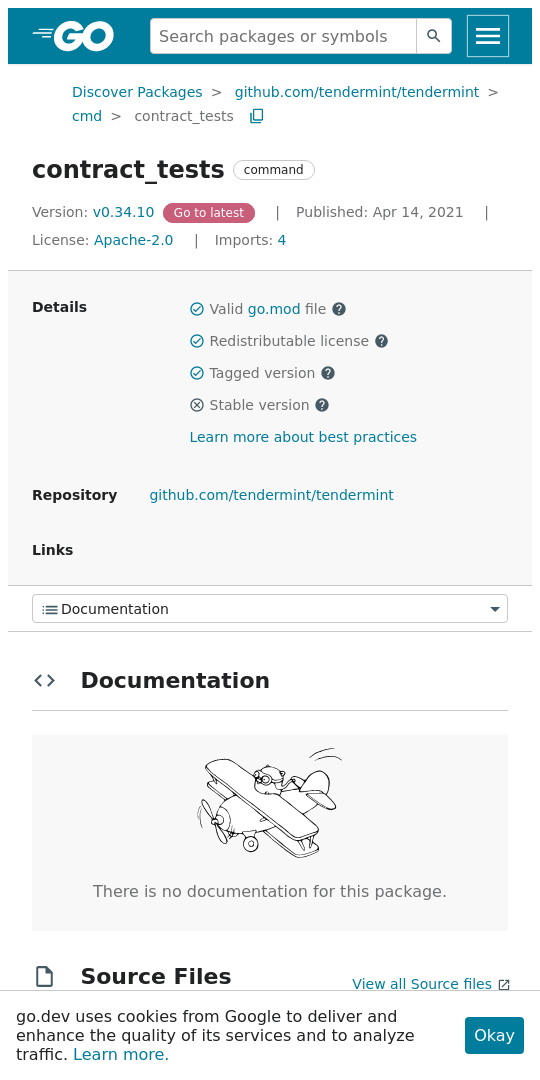 GO
Search packages or symbols
Discover Packages > github.com/tendermint/tendermint >
cmd > contract_tests
contract_tests command
Version: v0.34.10 Go to latest | Published: Apr 14, 2021 |
License: Apache-2.0 | Imports: 4
Details
Valid go.mod file
Redistributable license
Tagged version
Stable version
Learn more about best practices
Repository github.com/tendermint/tendermint
Links
Documentation
Documentation
There is no documentation for this package.
Source Files
View all Source files
go.dev uses cookies from Google to deliver and
enhance the quality of its services and to analyze
traffic. Learn more.
Okay